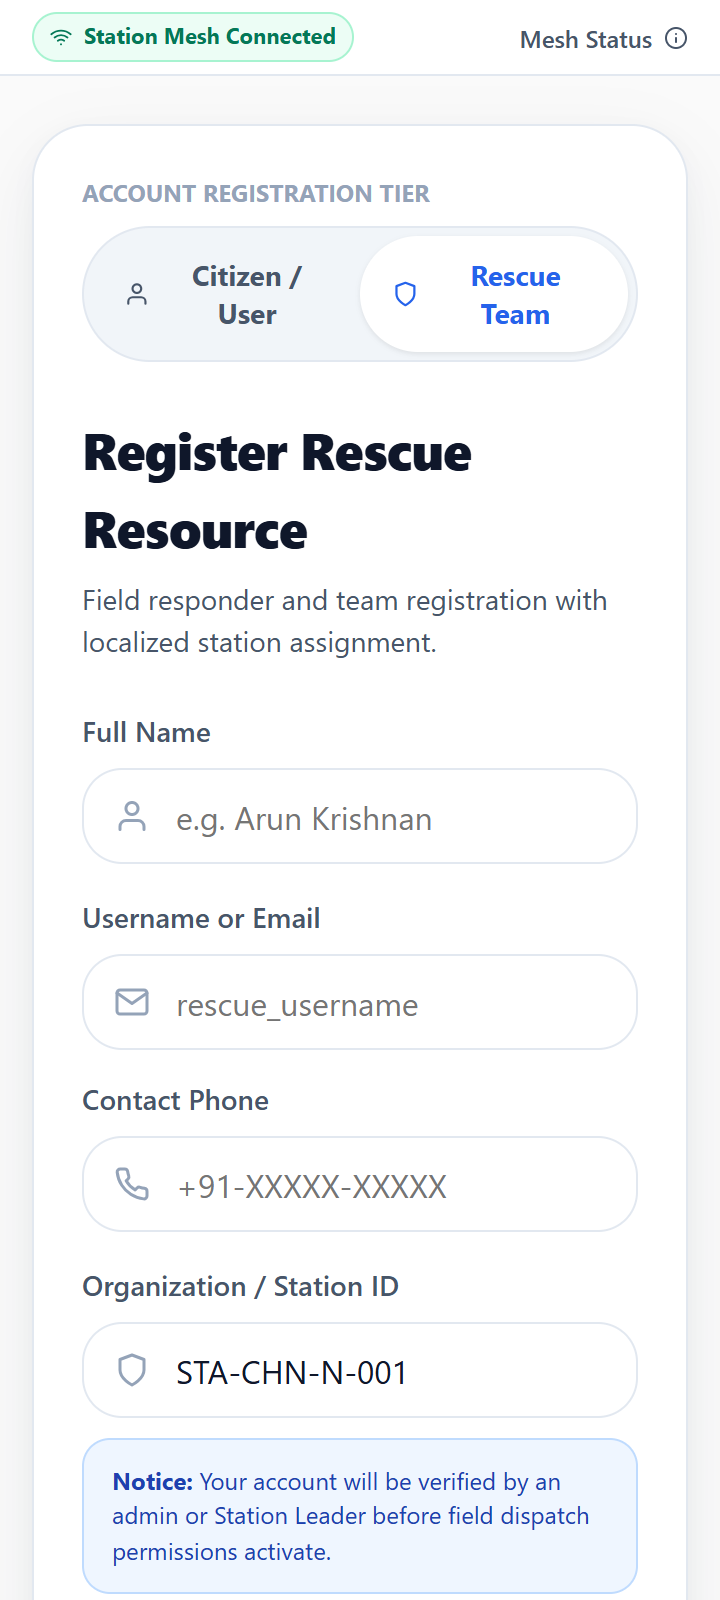 Station Mesh Connected
Mesh Status
ACCOUNT REGISTRATION TIER
Citizen /
User
Rescue
Team
Register Rescue
Resource
Field responder and team registration with
localized station assignment.
Full Name
e.g. Arun Krishnan
Username or Email
rescue_username
Contact Phone
+91-XXXXX-XXXXX
Organization / Station ID
STA-CHN-N-001
Notice: Your account will be verified by an
admin or Station Leader before field dispatch
permissions activate.